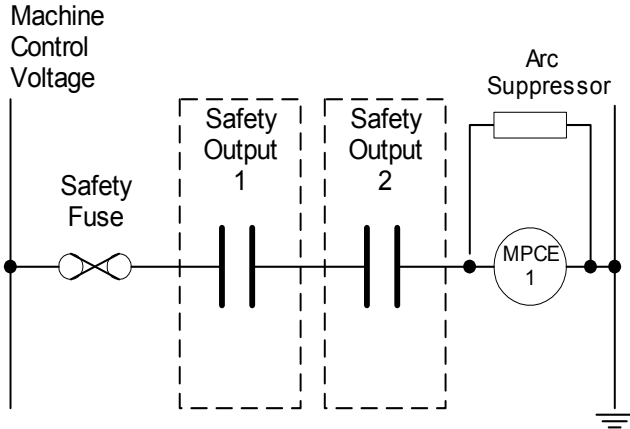 Machine
Control
Voltage
Safety
Fuse
Safety
Output
1
Safety
Output
2
Arc
Suppressor
MPCE
1